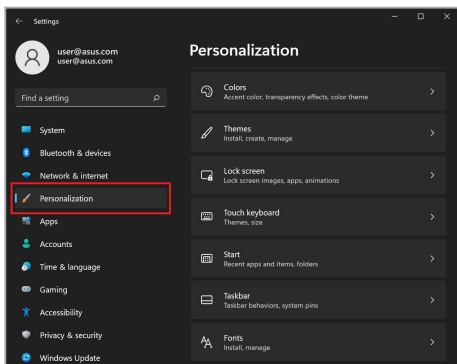 Settings
user@asus.com
user@asus.com
Find a setting
System
Bluetooth & devices
Network & internet
Personalization
Apps
Accounts
Time & language
Gaming
Accessibility
Privacy & security
Windows Update
Personalization
Colors
Accent color, transparency effects, color theme
Themes
Install, create, manage
Lock screen
Lock screen images, apps, animations
Touch keyboard
Themes, size
Start
Recent apps and items, folders
Taskbar
Taskbar behaviors, system pins
Fonts
Install, manage